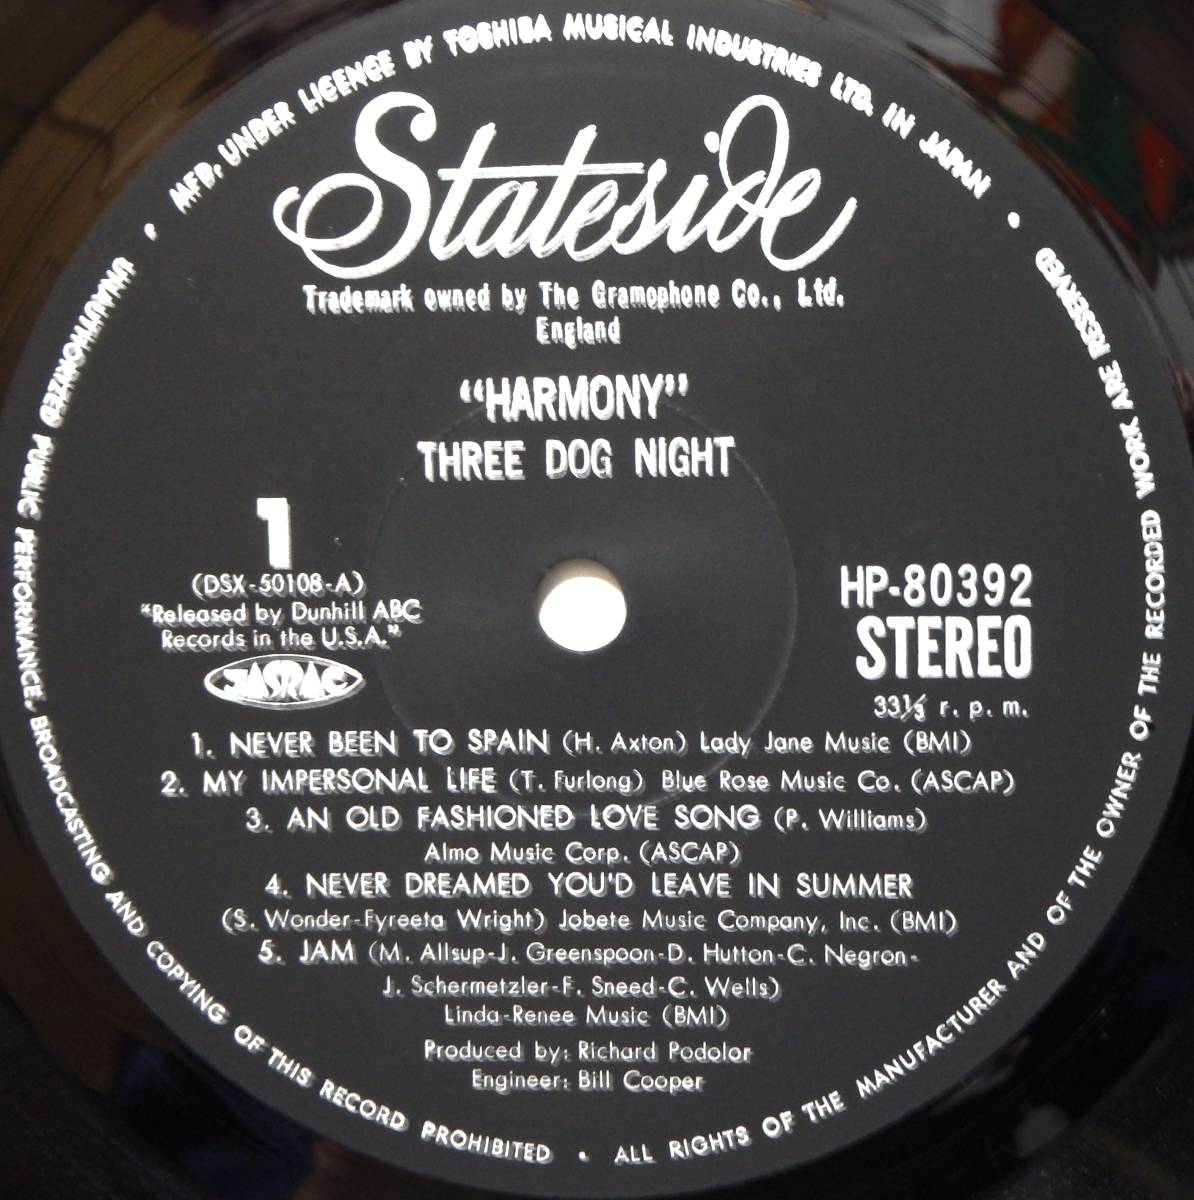 MFD. UNDER LICENCE BY TOSHIBA MUSICAL INDUSTRIES LTD. IN JAPAN •
Stateside
Trademark owned by The Gramophone Co., Ltd.
England
"HARMONY"
THREE DOG NIGHT
1
(DSX-50108-A)
"Released by Dunhill ABC
Records in the U.S.A."
JASRAC
HP-80392
STEREO
33⅓ r. p. m.
1. NEVER BEEN TO SPAIN (H. Axton) Lady Jane Music (BMI)
2. MY IMPERSONAL LIFE (T. Furlong) Blue Rose Music Co. (ASCAP)
3. AN OLD FASHIONED LOVE SONG (P. Williams)
Almo Music Corp. (ASCAP)
4. NEVER DREAMED YOU'D LEAVE IN SUMMER
(S. Wonder-Fyreeta Wright) Jobete Music Company, Inc. (BMI)
5. JAM (M. Allsup-J. Greenspoon-D. Hutton-C. Negron-
J. Schermetzler-F. Sneed-C. Wells)
Linda-Renee Music (BMI)
Produced by: Richard Podolor
Engineer: Bill Cooper
• UNAUTHORIZED PUBLIC PERFORMANCE, BROADCASTING AND COPYING OF THIS RECORD PROHIBITED • ALL RIGHTS OF THE MANUFACTURER AND OF THE OWNER OF THE RECORDED WORK ARE RESERVED